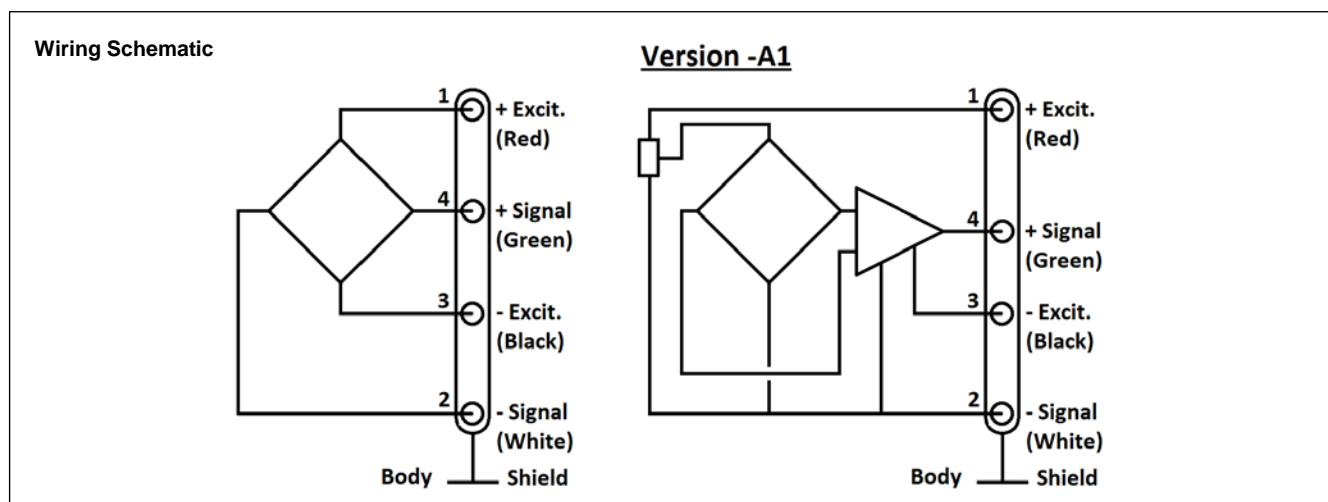 Wiring Schematic
1
+ Excit.
(Red)
4
+ Signal
(Green)
3
- Excit.
(Black)
2
- Signal
(White)
Body
Shield
Version -A1
1
+ Excit.
(Red)
4
+ Signal
(Green)
3
- Excit.
(Black)
2
- Signal
(White)
Body
Shield